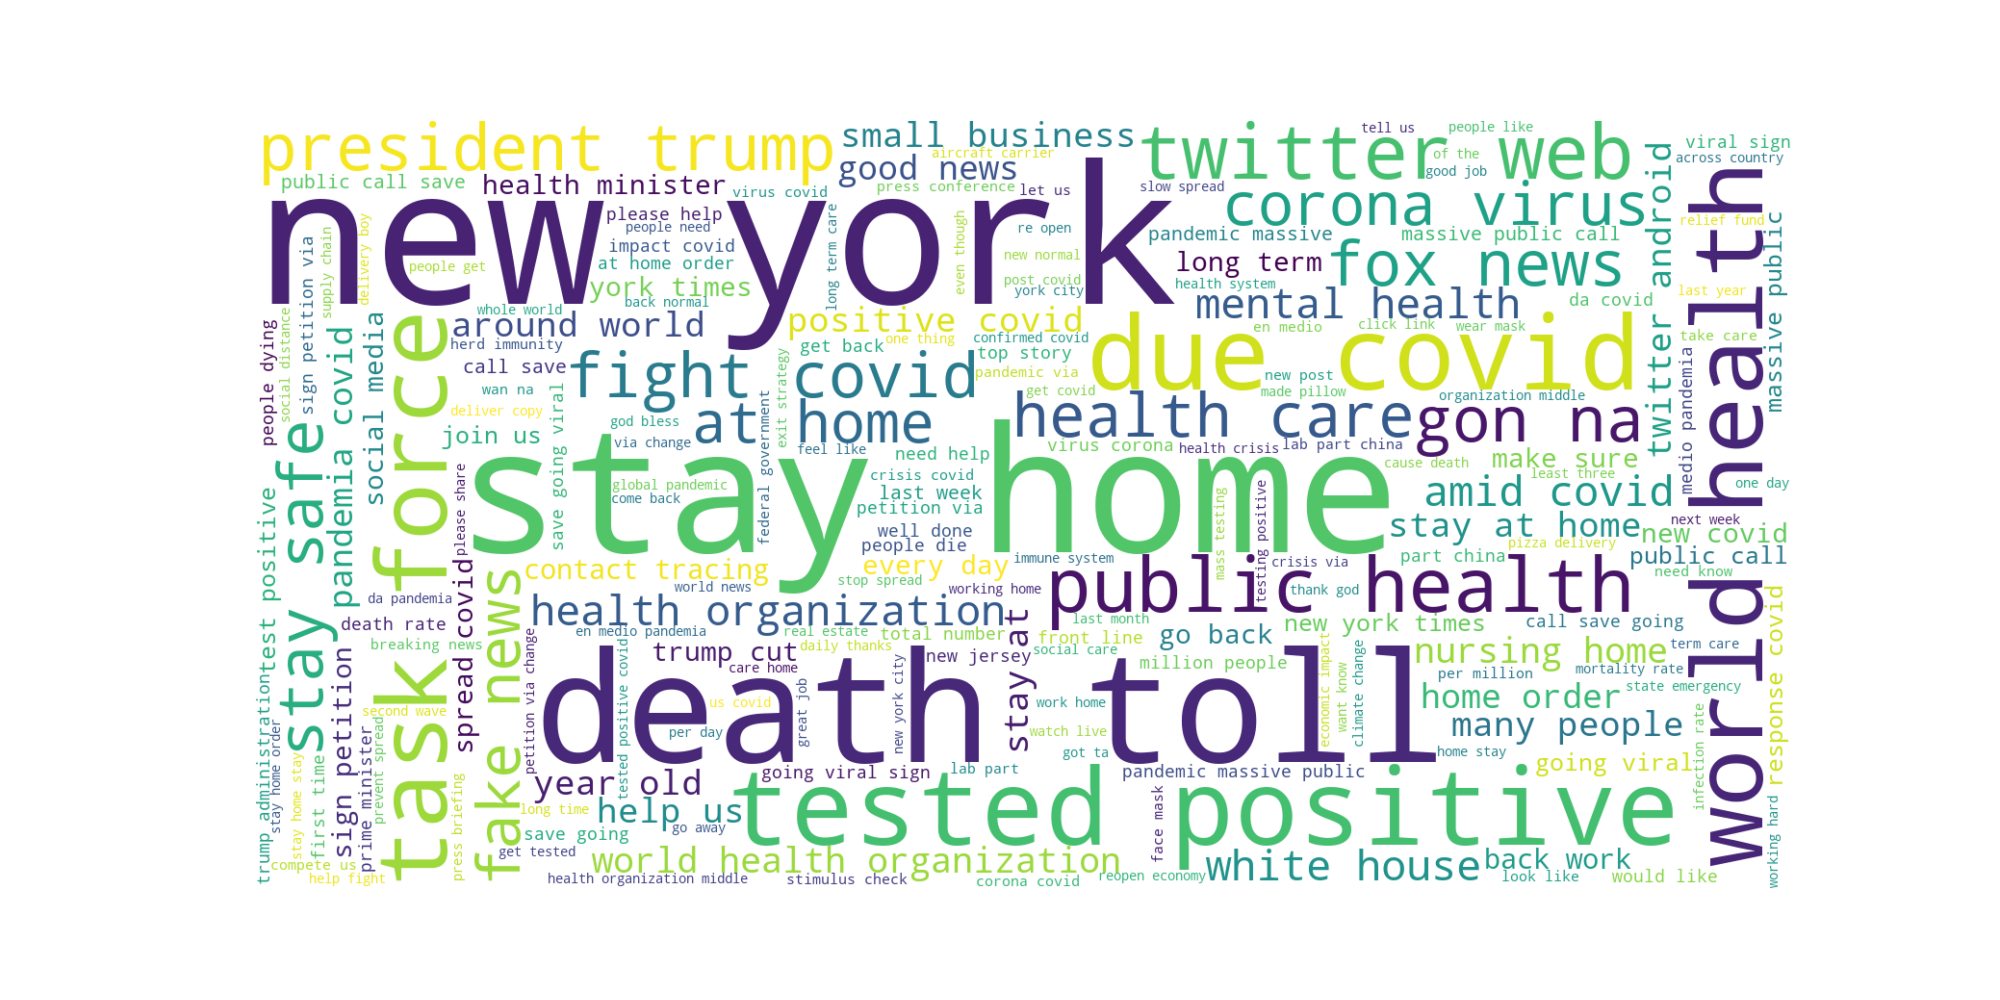 president trump
small business
twitter web
tell us
people like
viral sign
aircraft carrier
of the
across country
good news
good job
public call save
health minister
virus covid
press conference
let us
slow spread
new york
please help
people need
long term care
even though
re open
corona virus
relief fund
impact covid
pandemic massive
massive public call
people get
at home order
new normal
long term
fox news
york times
post covid
health system
back normal
york city
mental health
da covid
last year
whole world
around world
positive covid
en medio
click link
wear mask
take care
herd immunity
get back
one thing
confirmed covid
due covid
top story
call save
fight covid
pandemic via
new post
wan na
get covid
made pillow
organization middle
deliver copy
god bless
at home
health care
gon na
join us
via change
feel like
need help
virus corona
health crisis
lab part china
make sure
stay home
crisis covid
cause death
least three
one day
global pandemic
come back
last week
petition via
amid covid
well done
people die
stay at home
next week
new covid
immune system
part china
pizza delivery
public call
contact tracing
every day
crisis via
need know
stop spread
world news
working home
thank god
public health
da pandemia
health organization
death rate
last month
new york times
call save going
breaking news
en medio pandemia
real estate
total number
front line
go back
term care
trump cut
daily thanks
new jersey
social care
nursing home
care home
million people
per million
mortality rate
death toll
us covid
work home
home order
state emergency
second wave
per day
watch live
many people
got ta
home stay
year old
going viral sign
lab part
pandemic massive public
going viral
long time
help us
tested positive
save going
go away
get tested
world health organization
white house
back work
compete us
help fight
health organization middle
stimulus check
corona covid
reopen economy
look like
would like
people dying
social distance
sign petition via
supply chain
delivery boy
stay safe
pandemia covid
social media
task force
trump administration
test positive
stay home order
stay home stay
first time
sign petition
prime minister
prevent spread
press briefing
spread covid
please share
fake news
petition via change
save going viral
tested positive covid
federal government
exit strategy
great job
new york city
stay at
mass testing
testing positive
face mask
economic impact
want know
climate change
twitter android
medio pandemia
world health
massive public
response covid
infection rate
working hard